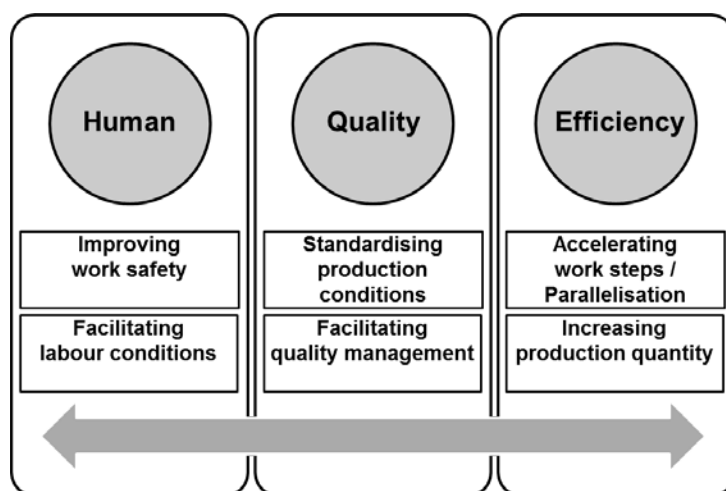 Human
Quality
Efficiency
Improving
work safety
Standardising
production
conditions
Accelerating
work steps /
Parallelisation
Facilitating
labour conditions
Facilitating
quality management
Increasing
production quantity